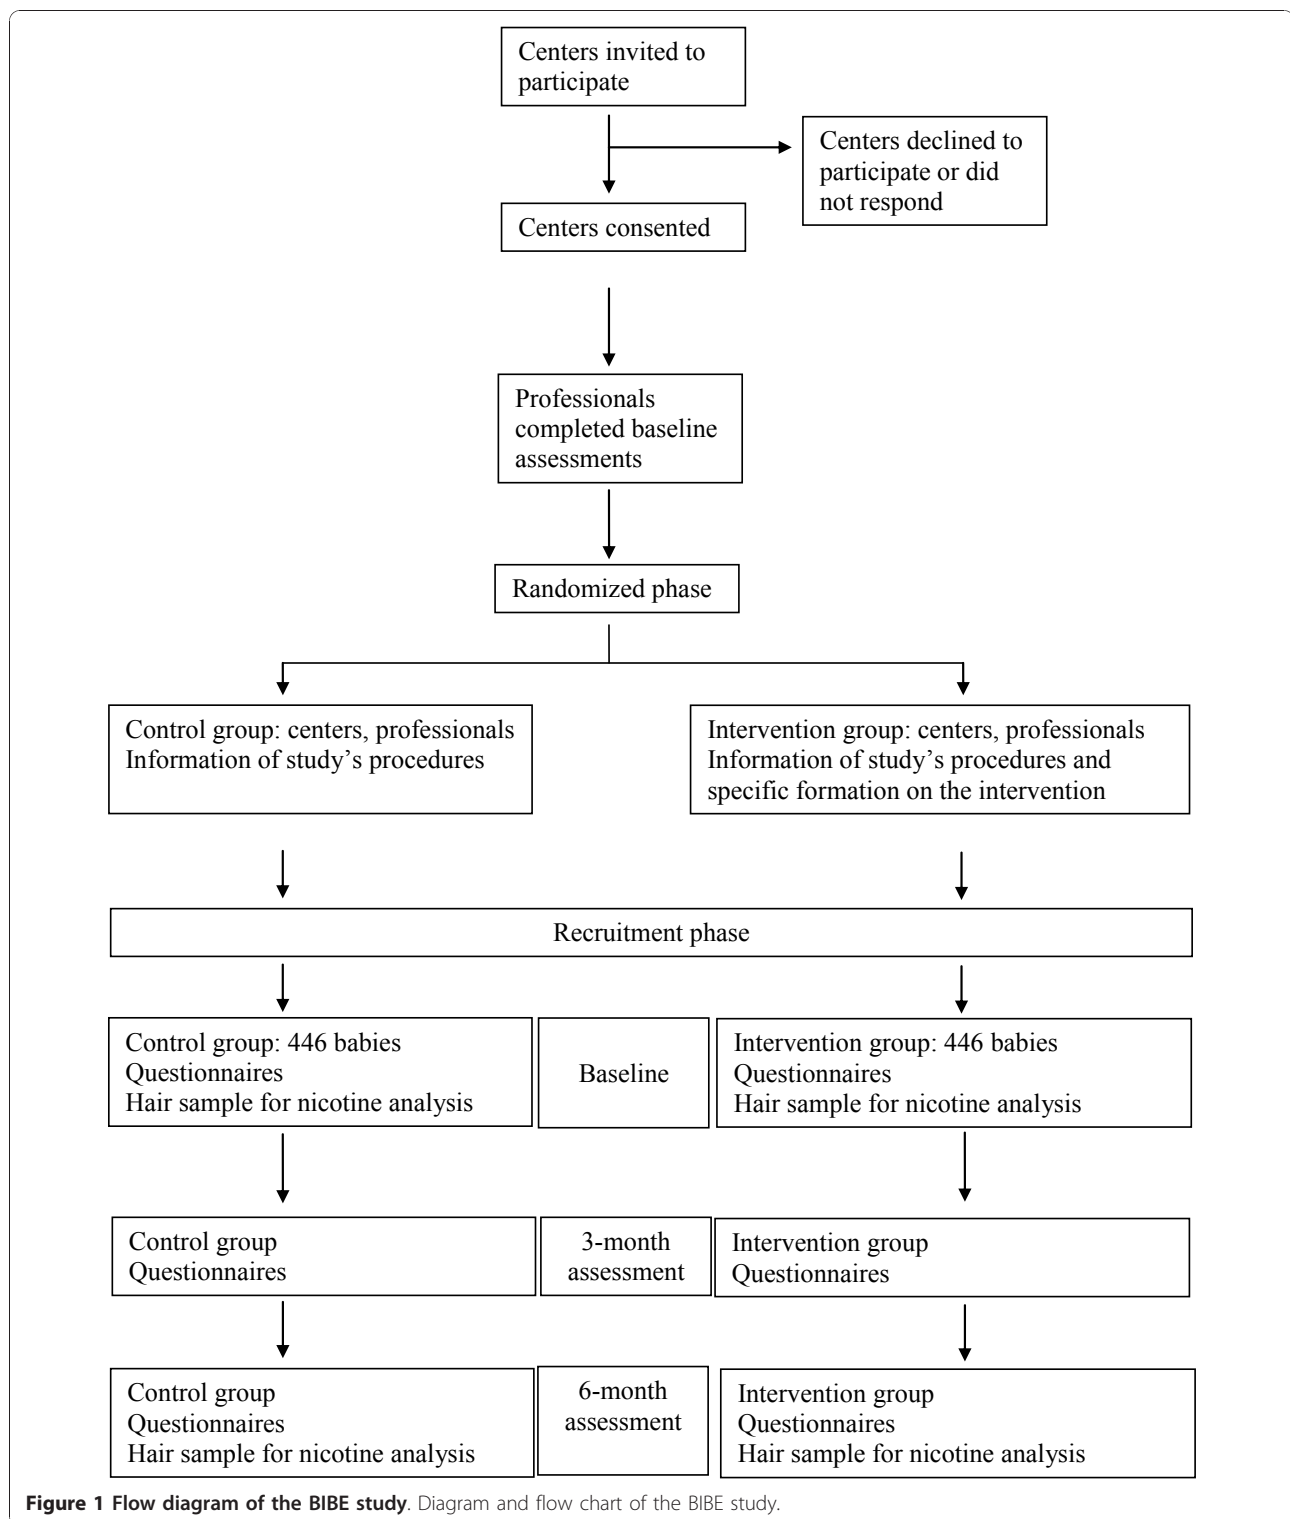 Centers invited to
participate
Centers declined to
participate or did
not respond
Centers consented
Professionals
completed baseline
assessments
Randomized phase
Control group: centers, professionals
Information of study’s procedures
Intervention group: centers, professionals
Information of study’s procedures and
specific formation on the intervention
Recruitment phase
Control group: 446 babies
Questionnaires
Hair sample for nicotine analysis
Baseline
Intervention group: 446 babies
Questionnaires
Hair sample for nicotine analysis
Control group
Questionnaires
3-month
assessment
Intervention group
Questionnaires
Control group
Questionnaires
Hair sample for nicotine analysis
6-month
assessment
Intervention group
Questionnaires
Hair sample for nicotine analysis
Figure 1 Flow diagram of the BIBE study. Diagram and flow chart of the BIBE study.